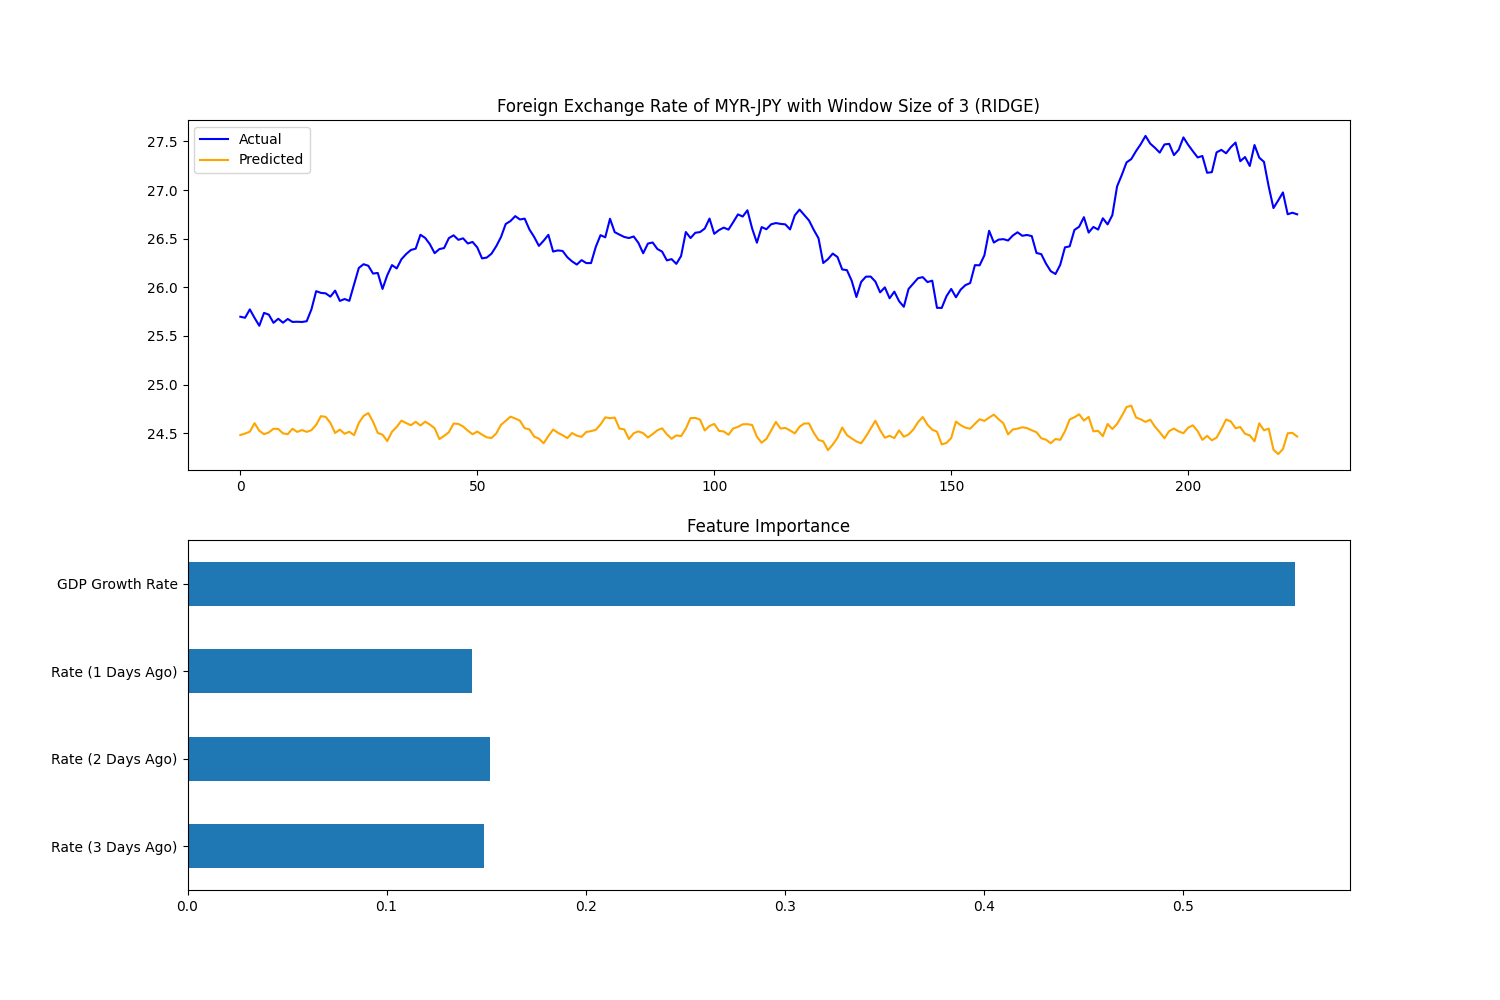 Foreign Exchange Rate of MYR-JPY with Window Size of 3 (RIDGE)
Actual
Predicted
27.5
27.0
26.5
26.0
25.5
25.0
24.5
0
50
100
150
200
Feature Importance
GDP Growth Rate
Rate (1 Days Ago)
Rate (2 Days Ago)
Rate (3 Days Ago)
0.0
0.1
0.2
0.3
0.4
0.5